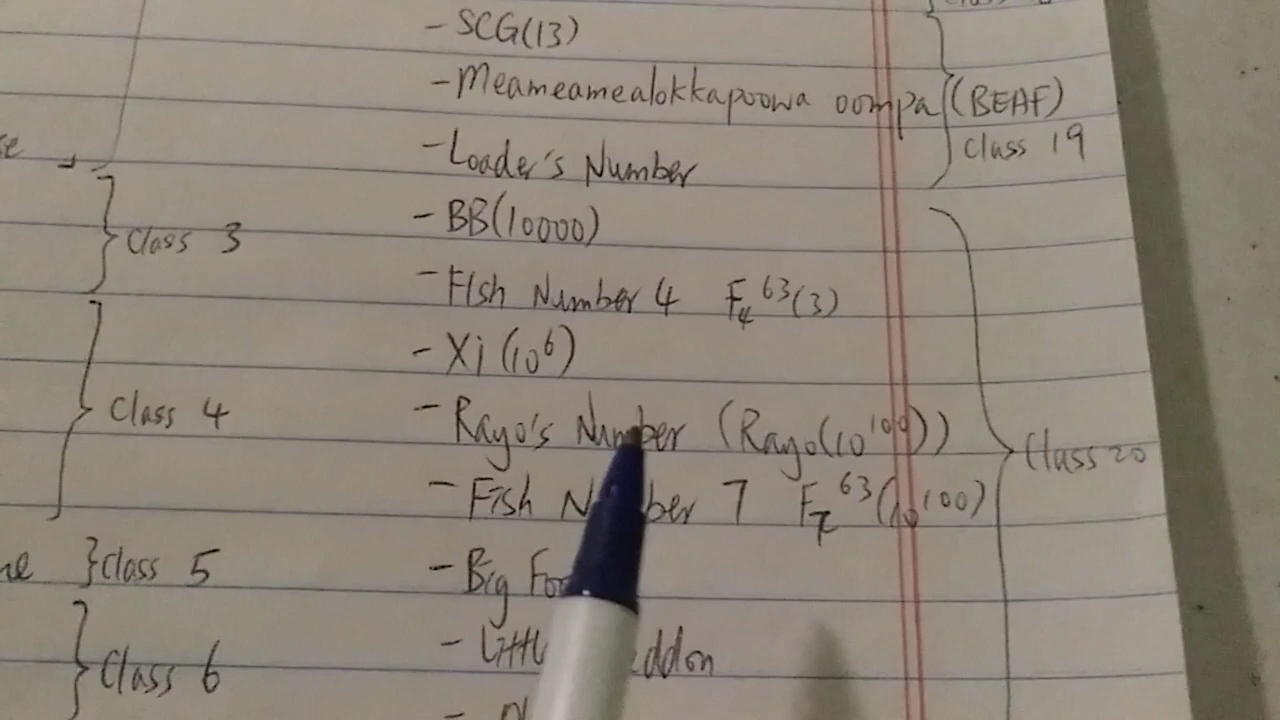 - SCG(13)
- Meameamealokkapoowa oompa (BEAF)
Class 19
- Loader's Number
- BB(10000)
Class 3
- Fish Number 4 F₄⁶³(3)
- Xi(10⁶)
Class 4
- Rayo's Number (Rayo(10¹⁰⁰))
Class 20
- Fish Number 7 F₇⁶³(10¹⁰⁰)
Class 5
- Big
Class 6